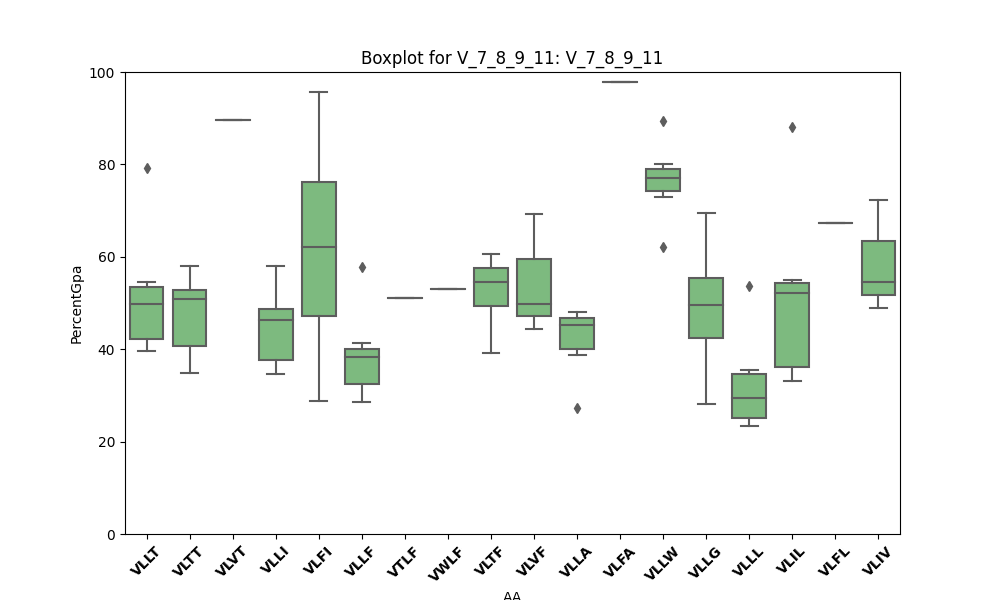 Boxplot for V_7_8_9_11: V_7_8_9_11
100
80
60
40
20
0
PercentGpa
VLLT VLTT VLVT VLLI VLFI VLLF VTLF VWLF VLTF VLVF VLLA VLFA VLLW VLLG VLLL VLIL VLFL VLIV
AA